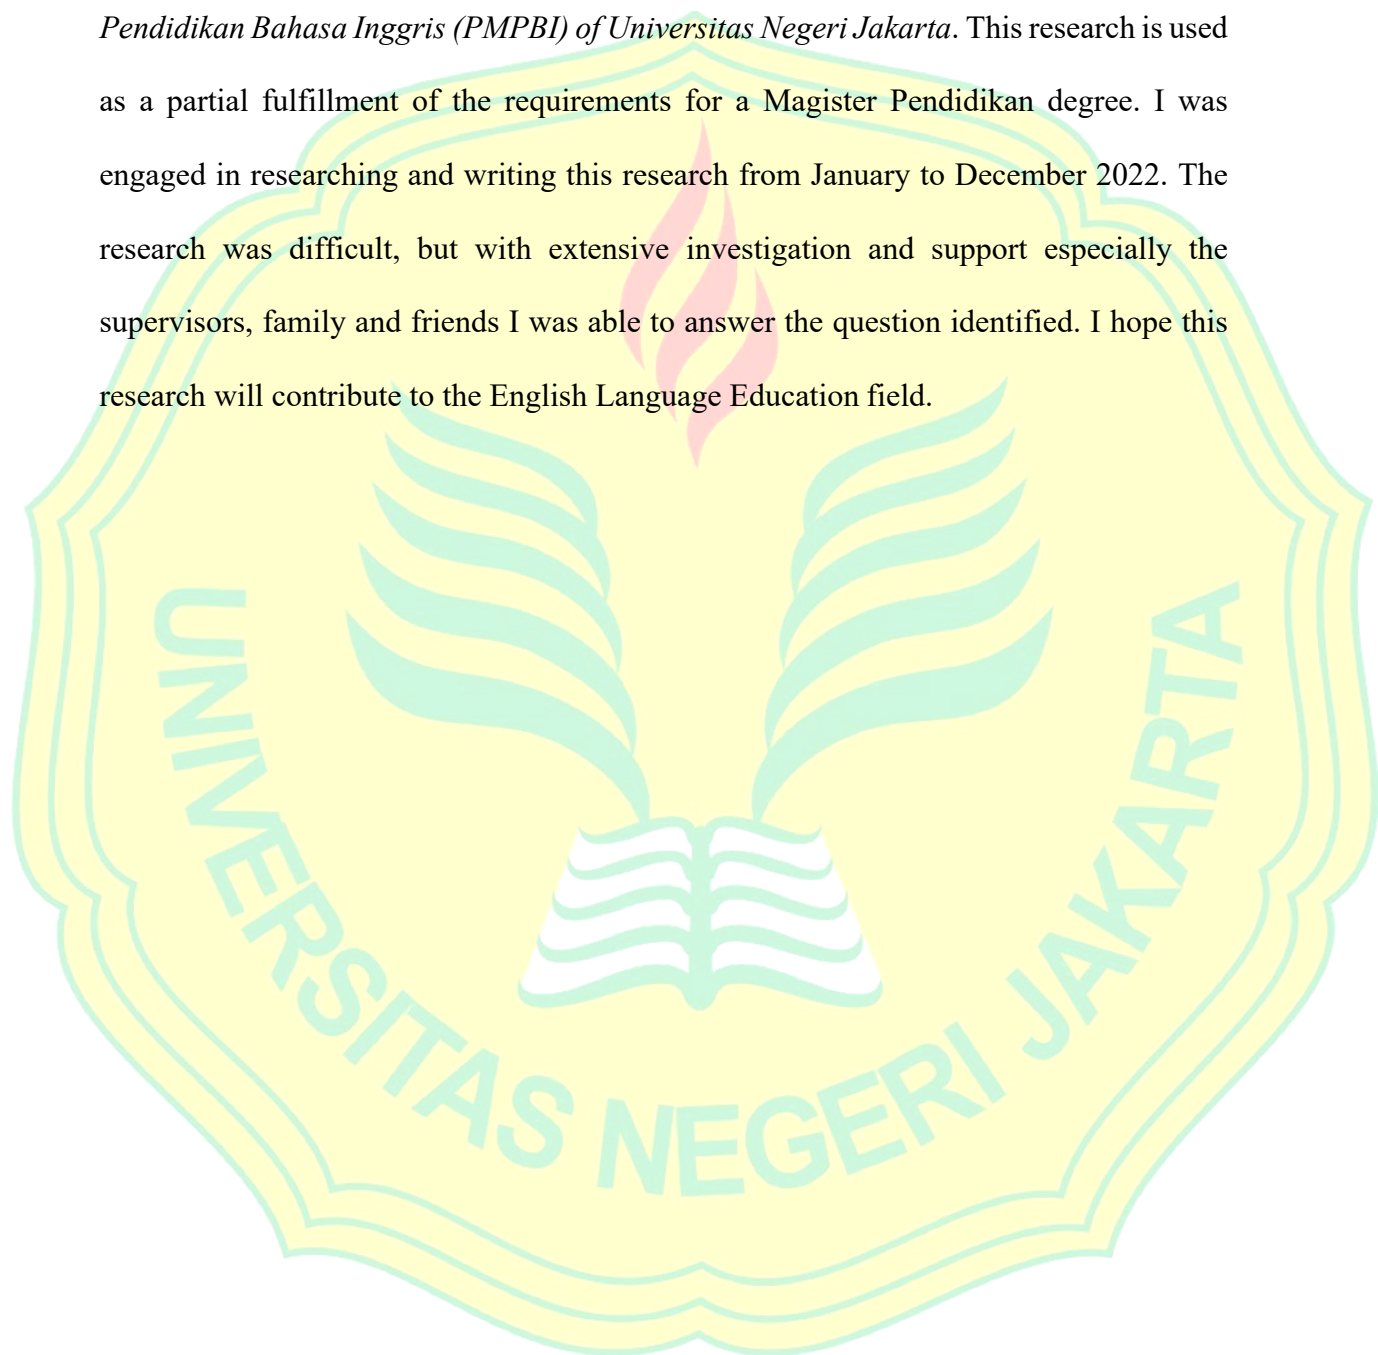 Pendidikan Bahasa Inggris (PMPBI) of Universitas Negeri Jakarta. This research is used
as a partial fulfillment of the requirements for a Magister Pendidikan degree. I was
engaged in researching and writing this research from January to December 2022. The
research was difficult, but with extensive investigation and support especially the
supervisors, family and friends I was able to answer the question identified. I hope this
research will contribute to the English Language Education field.
UNIVERSITAS NEGERI JAKARTA